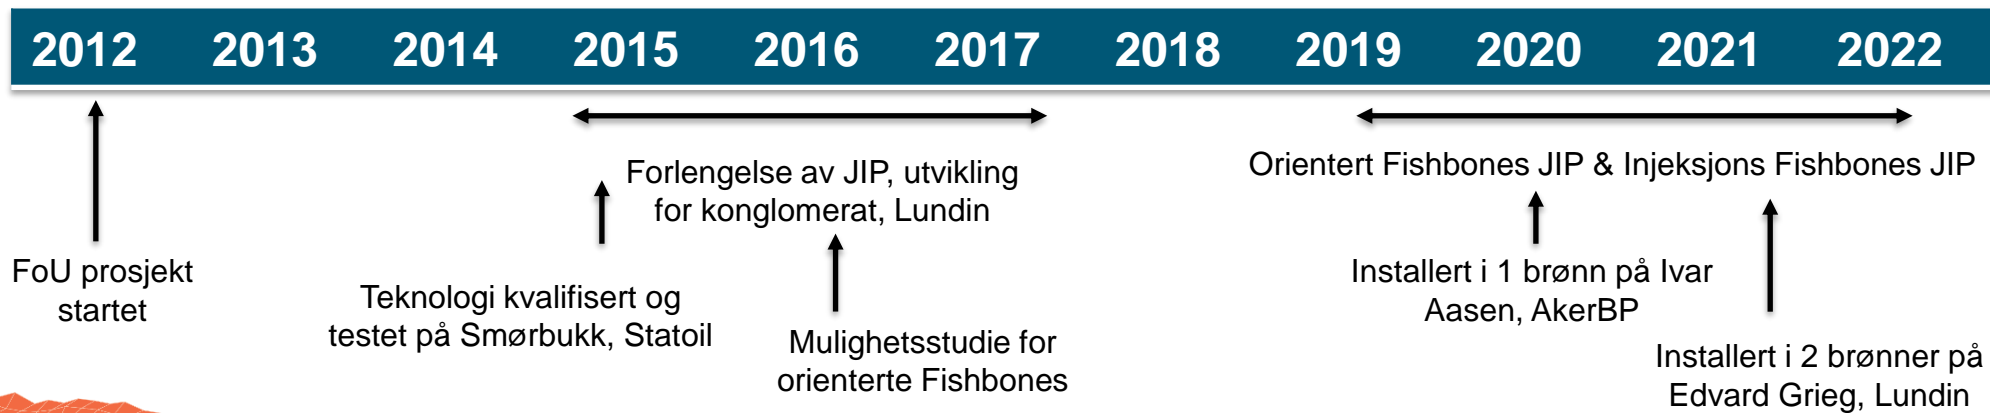 2012 2013 2014 2015 2016 2017 2018 2019 2020 2021 2022
FoU prosjekt
startet
Teknologi kvalifisert og
testet på Smørbukk, Statoil
Forlengelse av JIP, utvikling
for konglomerat, Lundin
Mulighetsstudie for
orienterte Fishbones
Orientert Fishbones JIP & Injeksjons Fishbones JIP
Installert i 1 brønn på Ivar
Aasen, AkerBP
Installert i 2 brønner på
Edvard Grieg, Lundin